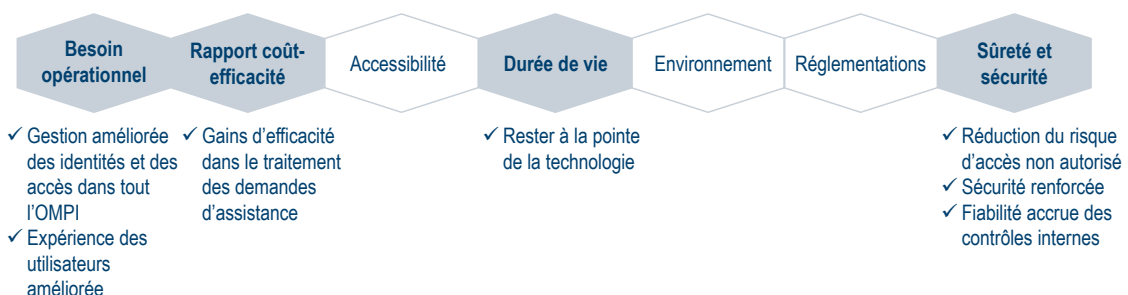 Besoin
opérationnel
Rapport coût-
efficacité
Accessibilité
Durée de vie
Environnement
Réglementations
Sûreté et
sécurité
✓ Gestion améliorée
des identités et des
accès dans tout
l’OMPI
✓ Expérience des
utilisateurs
améliorée
✓ Gains d’efficacité
dans le traitement
des demandes
d’assistance
✓ Rester à la pointe
de la technologie
✓ Réduction du risque
d’accès non autorisé
✓ Sécurité renforcée
✓ Fiabilité accrue des
contrôles internes